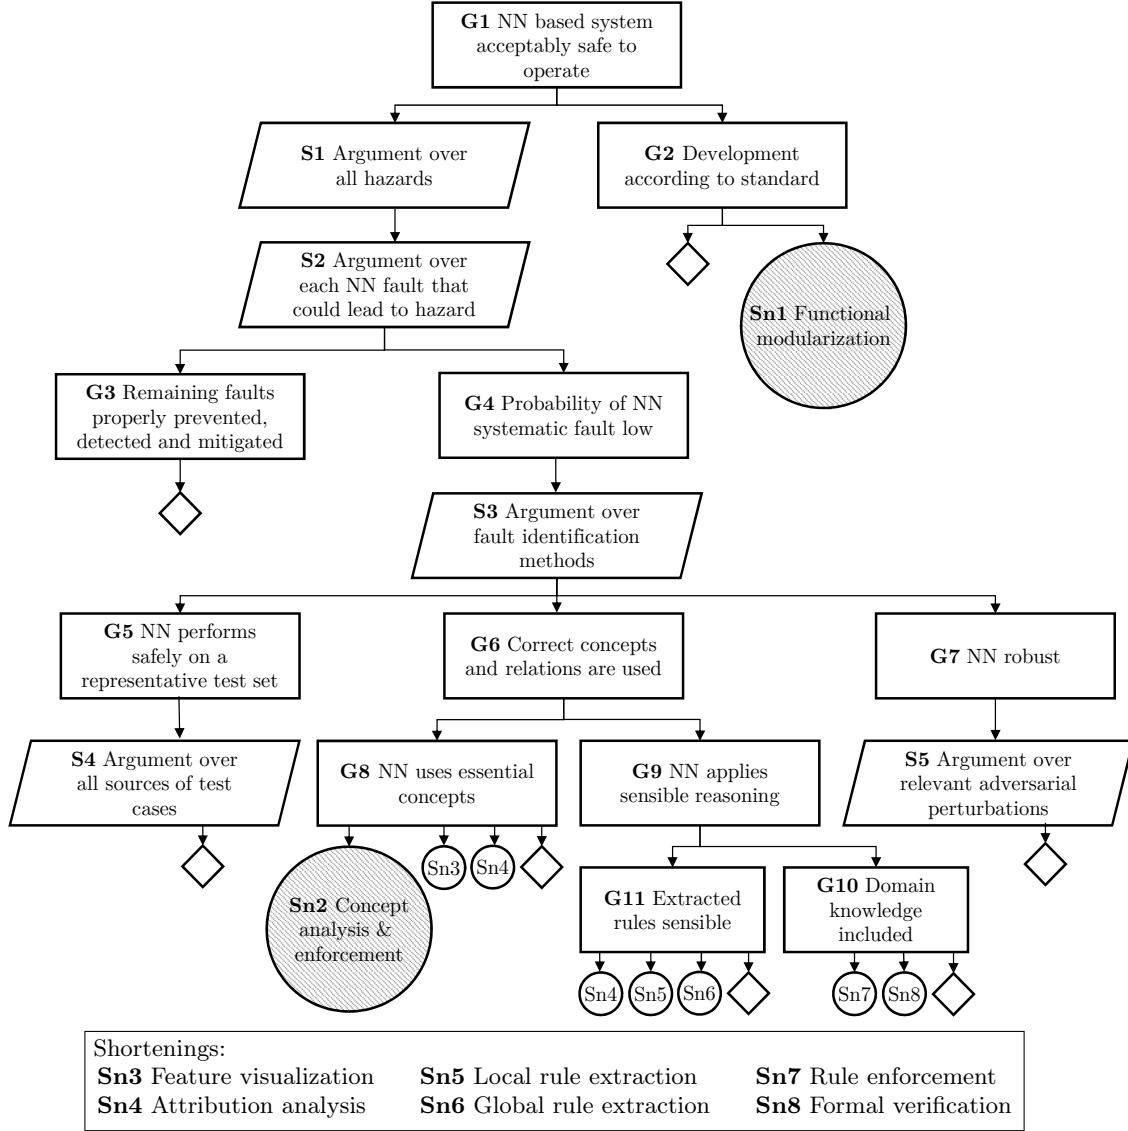 G1 NN based system
acceptably safe to
operate
S1 Argument over
all hazards
G2 Development
according to standard
S2 Argument over
each NN fault that
could lead to hazard
Sn1 Functional
modularization
G3 Remaining faults
properly prevented,
detected and mitigated
G4 Probability of NN
systematic fault low
S3 Argument over
fault identification
methods
G5 NN performs
safely on a
representative test set
G6 Correct concepts
and relations are used
G7 NN robust
S4 Argument over
all sources of test
cases
G8 NN uses essential
concepts
G9 NN applies
sensible reasoning
S5 Argument over
relevant adversarial
perturbations
Sn2 Concept
analysis &
enforcement
Sn3
Sn4
G11 Extracted
rules sensible
G10 Domain
knowledge
included
Sn4
Sn5
Sn6
Sn7
Sn8
Shortenings:
Sn3 Feature visualization
Sn5 Local rule extraction
Sn7 Rule enforcement
Sn4 Attribution analysis
Sn6 Global rule extraction
Sn8 Formal verification